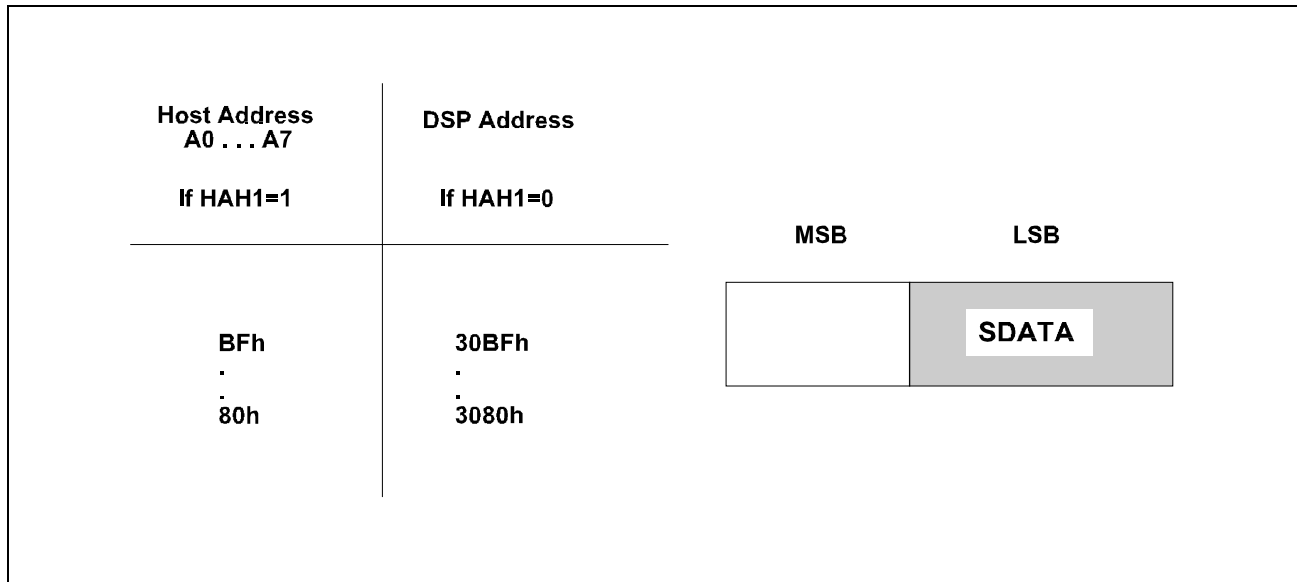 Host Address
A0 . . . A7
DSP Address
If HAH1=1
If HAH1=0
MSB
LSB
BFh
30BFh
SDATA
.
.
.
.
80h
3080h